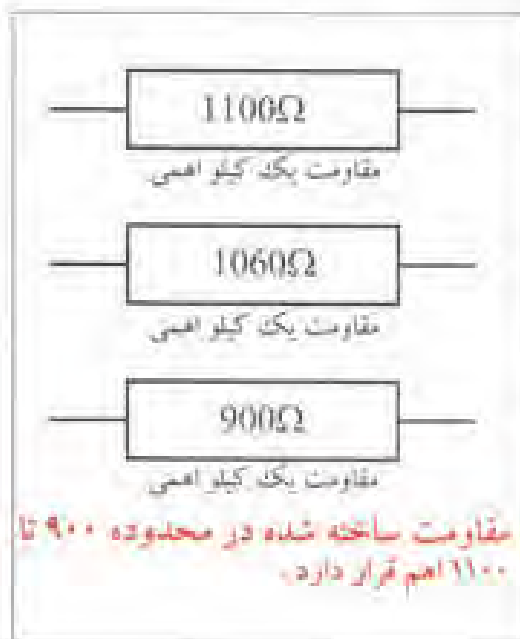 1100Ω
مقاومت یک کیلو اهمی
1060Ω
مقاومت یک کیلو اهمی
900Ω
مقاومت یک کیلو اهمی
مقاومت ساخته شده در محدوده ۹۰۰ تا
۱۱۰۰ اهم قرار دارد.